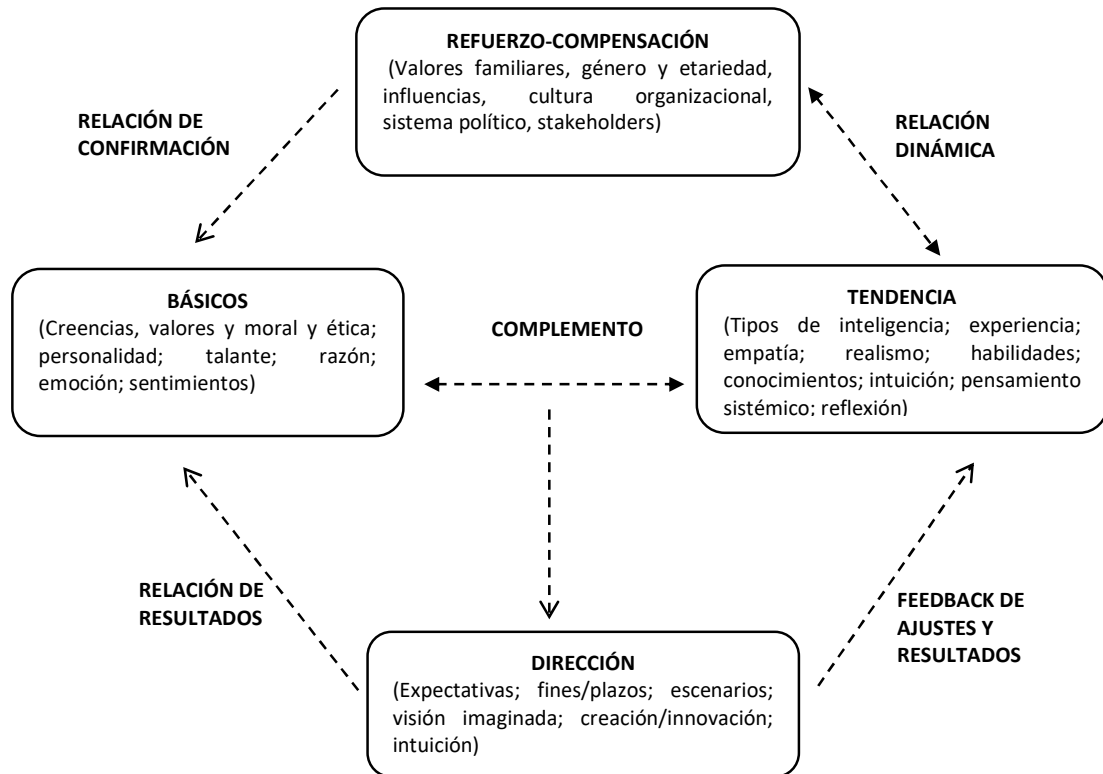 REFUERZO-COMPENSACIÓN
(Valores familiares, género y etariedad,
influencias, cultura organizacional,
sistema político, stakeholders)
RELACIÓN DE
CONFIRMACIÓN
RELACIÓN
DINÁMICA
BÁSICOS
(Creencias, valores y moral y ética;
personalidad; talante; razón;
emoción; sentimientos)
COMPLEMENTO
TENDENCIA
(Tipos de inteligencia; experiencia;
empatía; realismo; habilidades;
conocimientos; intuición; pensamiento
sistémico; reflexión)
RELACIÓN DE
RESULTADOS
FEEDBACK DE
AJUSTES Y
RESULTADOS
DIRECCIÓN
(Expectativas; fines/plazos; escenarios;
visión imaginada; creación/innovación;
intuición)